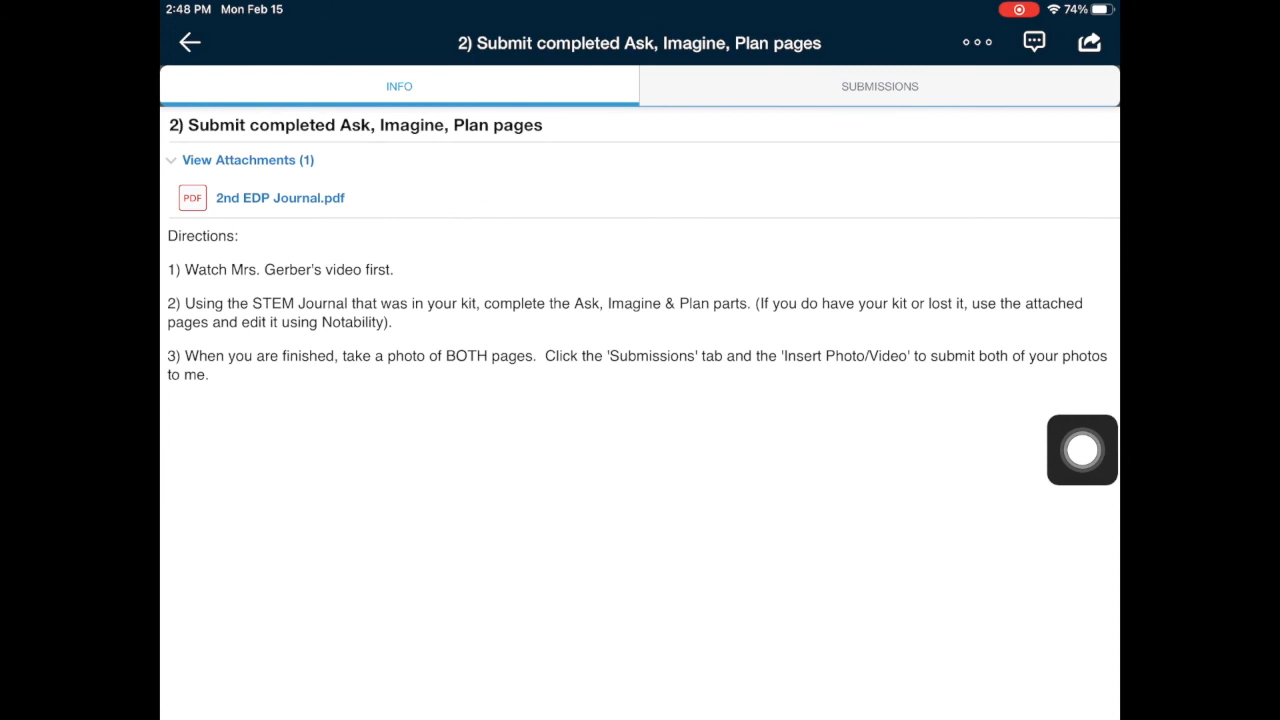 2:48 PM Mon Feb 15
74%
2) Submit completed Ask, Imagine, Plan pages
INFO
SUBMISSIONS
2) Submit completed Ask, Imagine, Plan pages
View Attachments (1)
PDF 2nd EDP Journal.pdf
Directions:
1) Watch Mrs. Gerber's video first.
2) Using the STEM Journal that was in your kit, complete the Ask, Imagine & Plan parts. (If you do have your kit or lost it, use the attached
pages and edit it using Notability).
3) When you are finished, take a photo of BOTH pages. Click the 'Submissions' tab and the 'Insert Photo/Video' to submit both of your photos
to me.